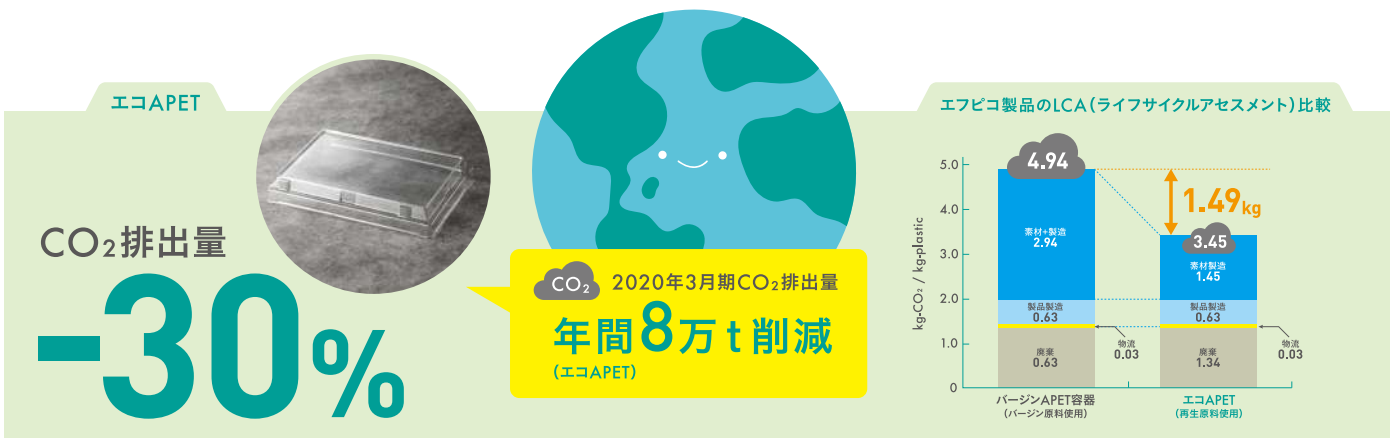 エコAPET
CO₂排出量
-30%
CO₂
2020年3月期CO₂排出量
年間8万t削減
(エコAPET)
エフピコ製品のLCA(ライフサイクルアセスメント)比較
kg-CO₂ / kg-plastic
5.0
4.0
3.0
2.0
1.0
0
4.94
素材+製造
2.94
製品製造
0.63
物流
0.03
廃棄
0.63
バージンAPET容器
(バージン原料使用)
1.49kg
3.45
素材製造
1.45
製品製造
0.63
物流
0.03
廃棄
1.34
エコAPET
(再生原料使用)